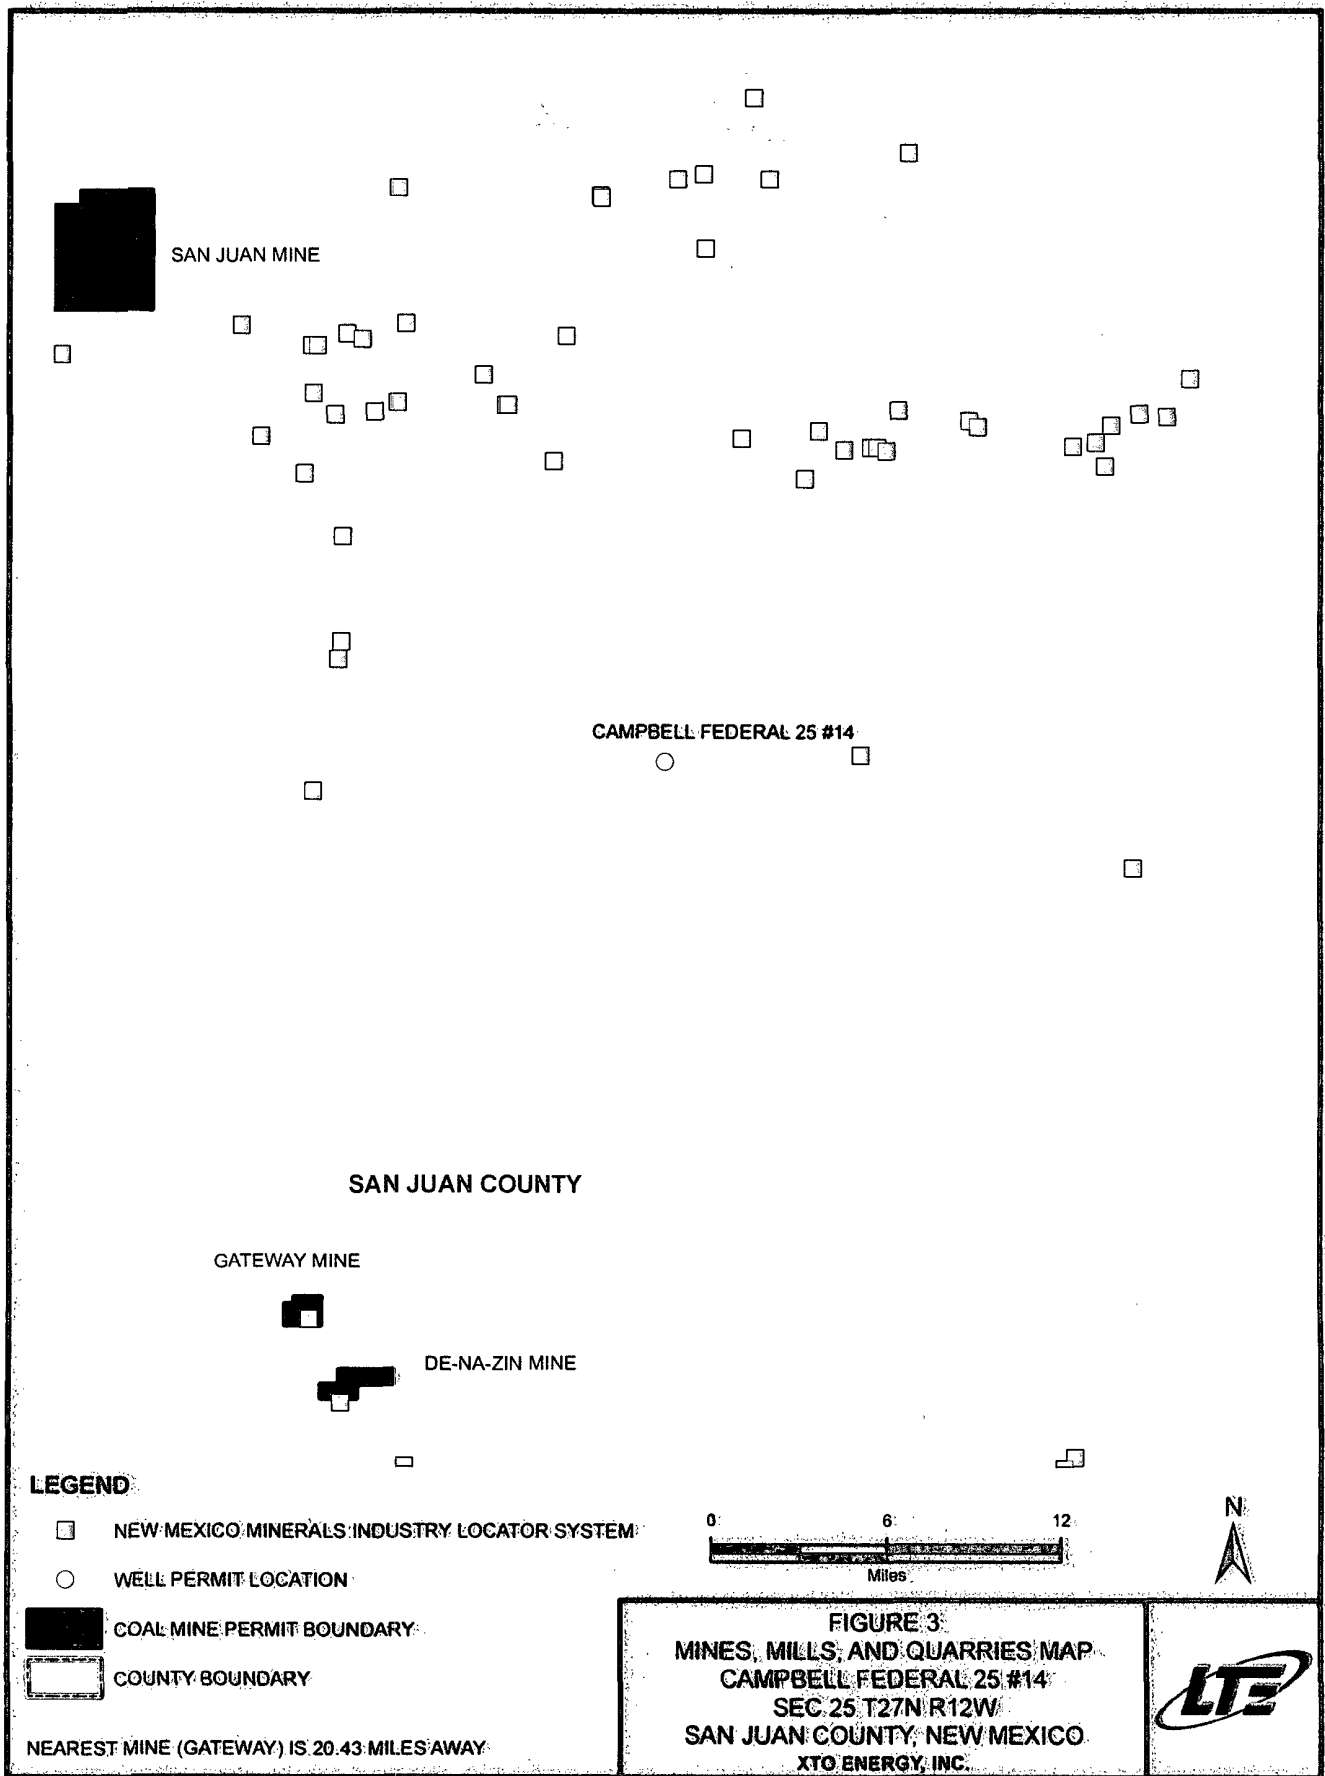 SAN JUAN MINE
CAMPBELL FEDERAL 25 #14
SAN JUAN COUNTY
GATEWAY MINE
DE-NA-ZIN MINE
LEGEND
NEW MEXICO MINERALS INDUSTRY LOCATOR SYSTEM
WELL PERMIT LOCATION
COAL MINE PERMIT BOUNDARY
COUNTY BOUNDARY
NEAREST MINE (GATEWAY) IS 20.43 MILES AWAY
0 6 12
Miles
N
FIGURE 3
MINES, MILLS, AND QUARRIES MAP
CAMPBELL FEDERAL 25 #14
SEC 25 T27N R12W
SAN JUAN COUNTY, NEW MEXICO
XTO ENERGY, INC.
LTE